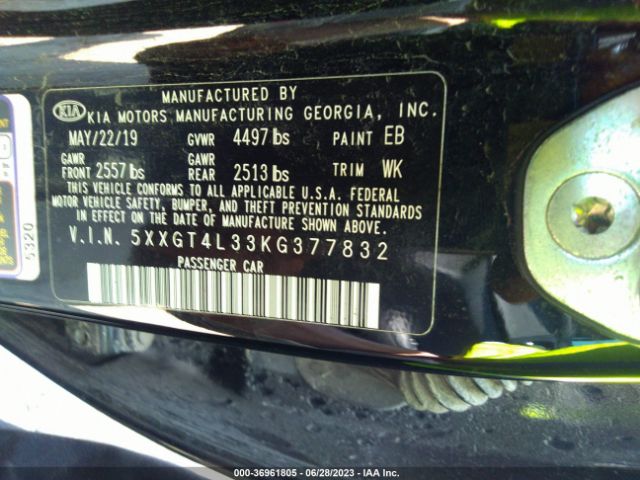 MANUFACTURED BY
KIA KIA MOTORS MANUFACTURING GEORGIA, INC.
MAY/22/19 GVWR 4497 lbs PAINT EB
GAWR FRONT 2557 lbs GAWR REAR 2513 lbs TRIM WK
THIS VEHICLE CONFORMS TO ALL APPLICABLE U.S.A. FEDERAL
MOTOR VEHICLE SAFETY, BUMPER, AND THEFT PREVENTION STANDARDS
IN EFFECT ON THE DATE OF MANUFACTURE SHOWN ABOVE.
V.I.N. 5XXGT4L33KG377832
PASSENGER CAR
5320
000-36961805 - 06/28/2023 - IAA Inc.